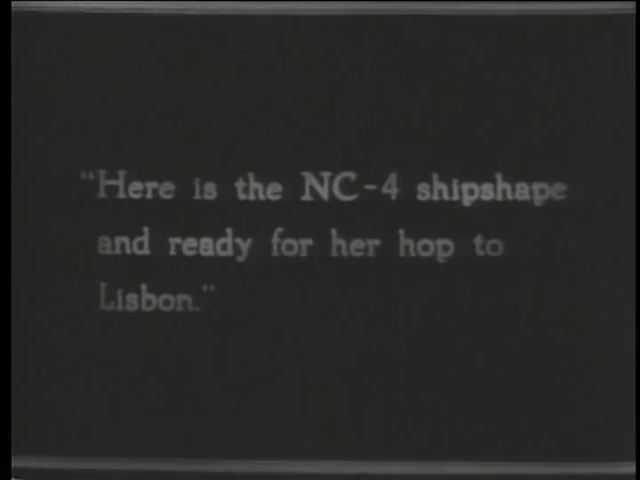 "Here is the NC-4 shipshape
and ready for her hop to
Lisbon."